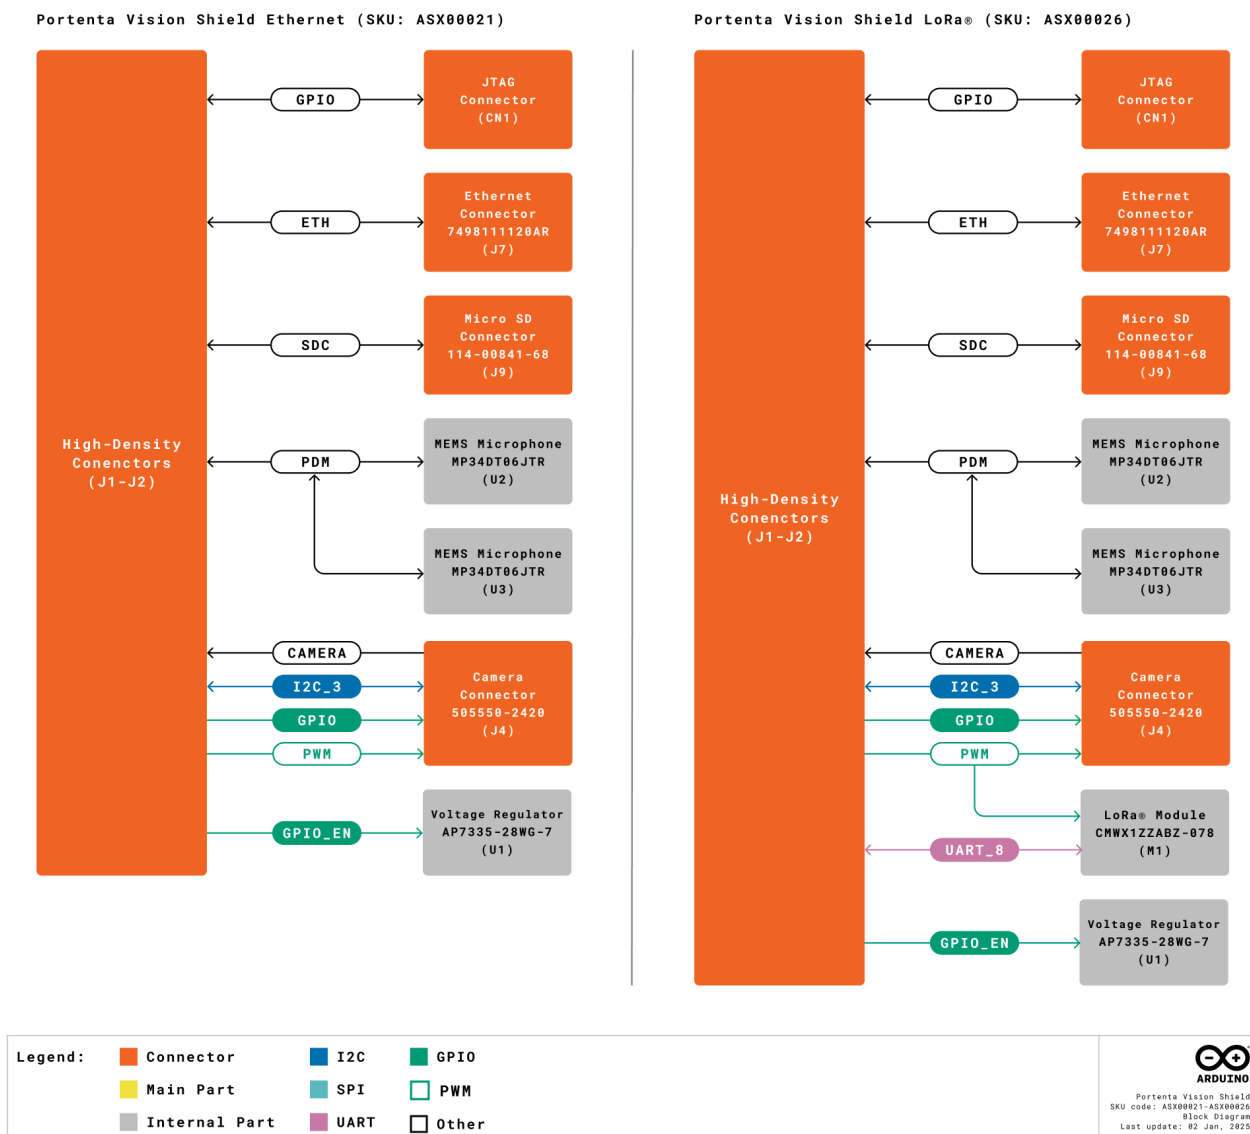 Portenta Vision Shield Ethernet (SKU: ASX00021)
High-Density
Conenctors
(J1-J2)
GPIO
JTAG
Connector
(CN1)
ETH
Ethernet
Connector
7498111120AR
(J7)
SDC
Micro SD
Connector
114-00841-68
(J9)
PDM
MEMS Microphone
MP34DT06JTR
(U2)
MEMS Microphone
MP34DT06JTR
(U3)
CAMERA
I2C_3
GPIO
PWM
Camera
Connector
505550-2420
(J4)
GPIO_EN
Voltage Regulator
AP7335-28WG-7
(U1)
Portenta Vision Shield LoRa® (SKU: ASX00026)
High-Density
Conenctors
(J1-J2)
GPIO
JTAG
Connector
(CN1)
ETH
Ethernet
Connector
7498111120AR
(J7)
SDC
Micro SD
Connector
114-00841-68
(J9)
PDM
MEMS Microphone
MP34DT06JTR
(U2)
MEMS Microphone
MP34DT06JTR
(U3)
CAMERA
I2C_3
GPIO
PWM
Camera
Connector
505550-2420
(J4)
LoRa® Module
CMWX1ZZABZ-078
(M1)
UART_8
GPIO_EN
Voltage Regulator
AP7335-28WG-7
(U1)
Legend:
Connector
Main Part
Internal Part
I2C
SPI
UART
GPIO
PWM
Other
ARDUINO
Portenta Vision Shield
SKU code: ASX00021-ASX00026
Block Diagram
Last update: 02 Jan, 2025